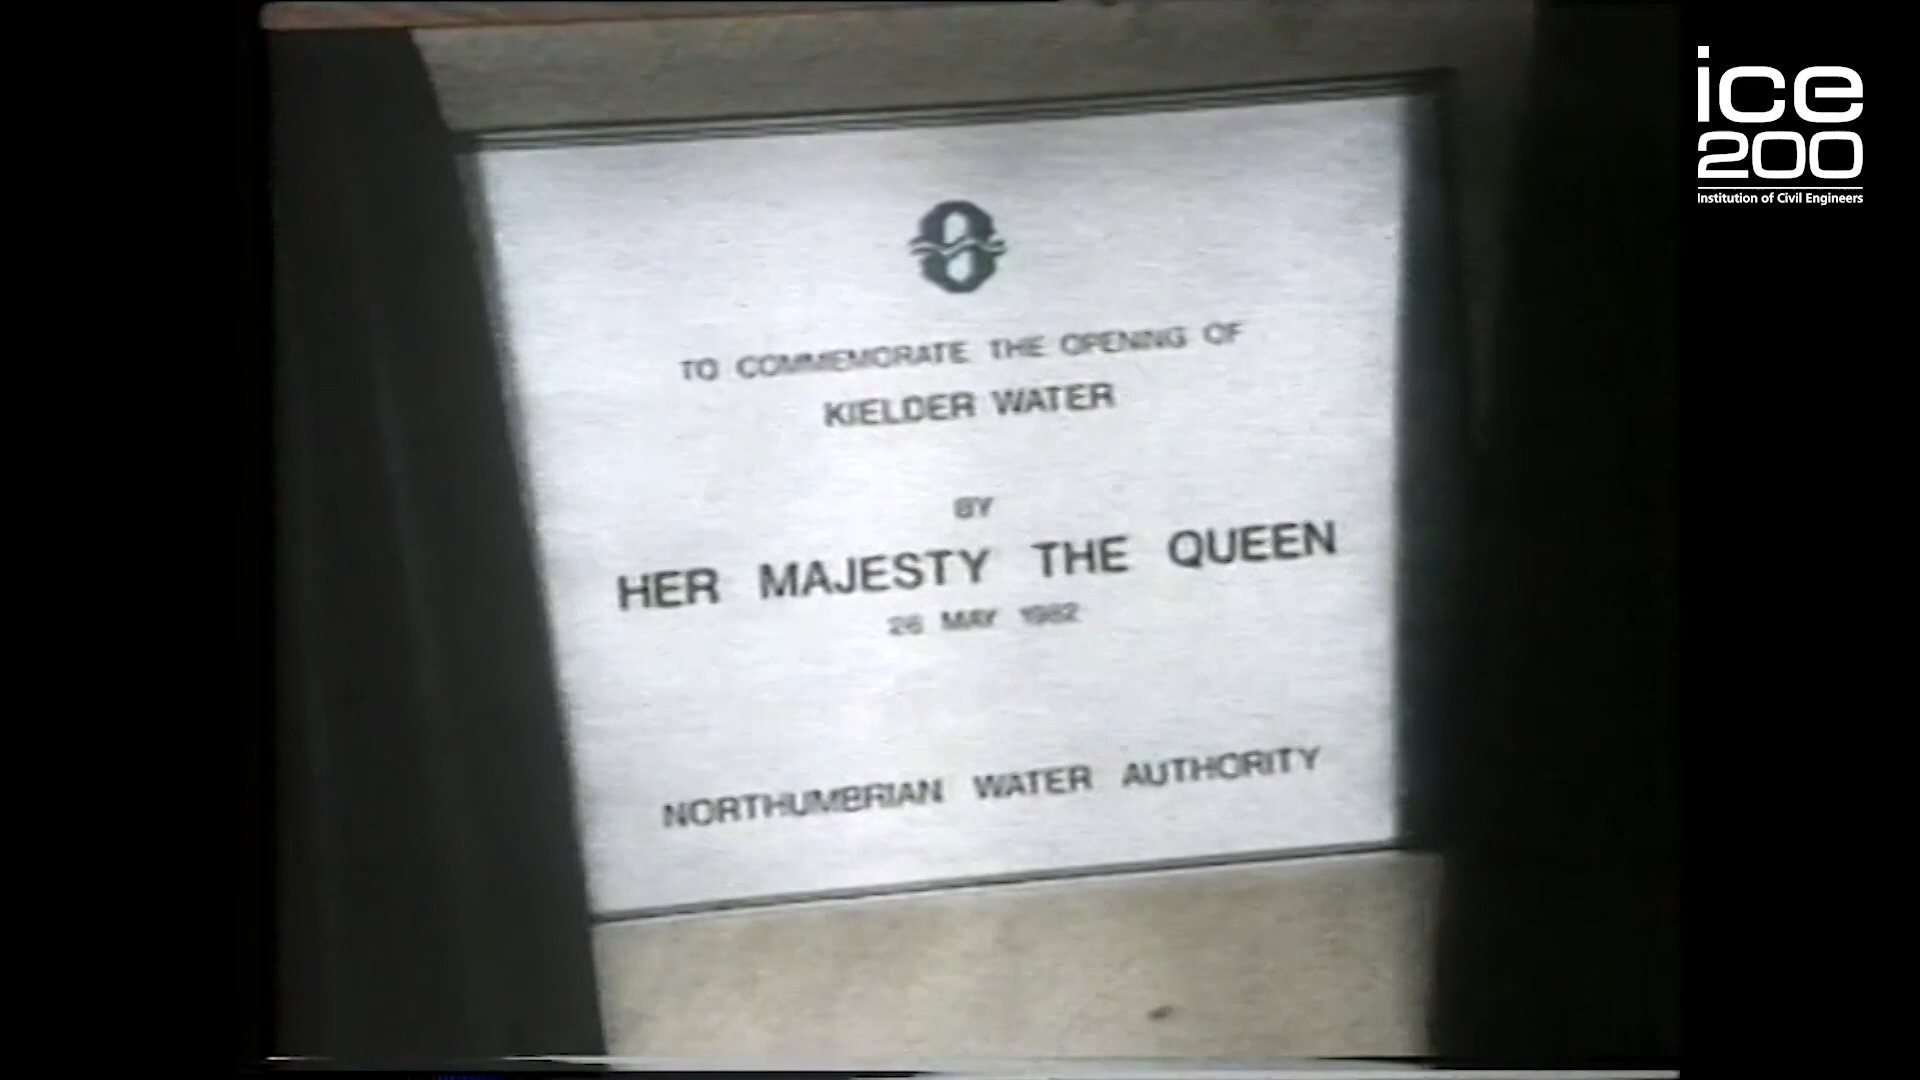 ice
200
Institution of Civil Engineers
TO COMMEMORATE THE OPENING OF
KIELDER WATER
BY
HER MAJESTY THE QUEEN
26 MAY 1982
NORTHUMBRIAN WATER AUTHORITY